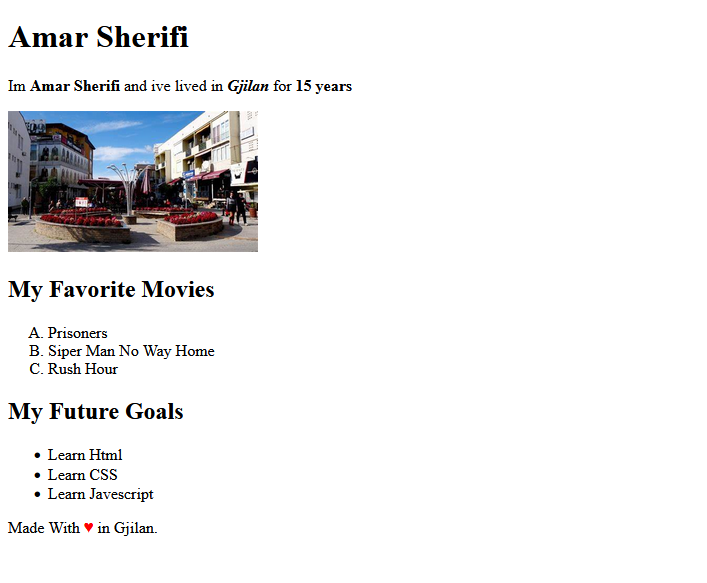 Amar Sherifi
Im Amar Sherifi and ive lived in Gjilan for 15 years
My Favorite Movies
A. Prisoners
B. Siper Man No Way Home
C. Rush Hour
My Future Goals
• Learn Html
• Learn CSS
• Learn Javescript
Made With ♥ in Gjilan.